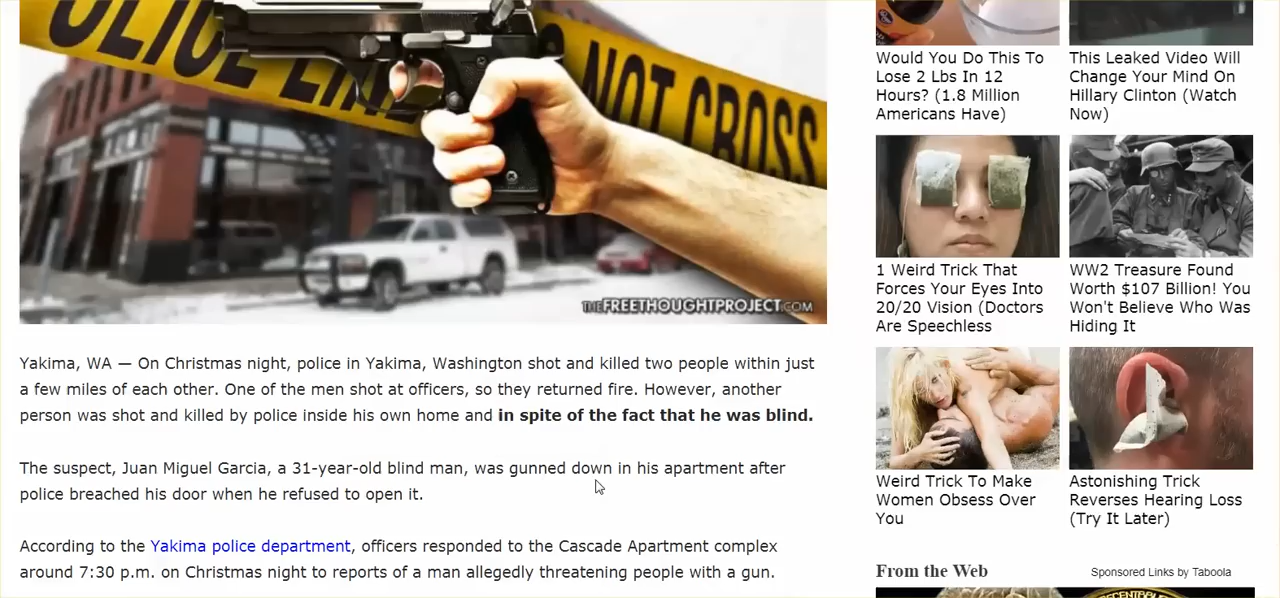 POLICE LINE
NOT CROSS
THEFREETHOUGHTPROJECT.COM
Yakima, WA — On Christmas night, police in Yakima, Washington shot and killed two people within just
a few miles of each other. One of the men shot at officers, so they returned fire. However, another
person was shot and killed by police inside his own home and in spite of the fact that he was blind.
The suspect, Juan Miguel Garcia, a 31-year-old blind man, was gunned down in his apartment after
police breached his door when he refused to open it.
According to the Yakima police department, officers responded to the Cascade Apartment complex
around 7:30 p.m. on Christmas night to reports of a man allegedly threatening people with a gun.
Would You Do This To
Lose 2 Lbs In 12
Hours? (1.8 Million
Americans Have)
This Leaked Video Will
Change Your Mind On
Hillary Clinton (Watch
Now)
1 Weird Trick That
Forces Your Eyes Into
20/20 Vision (Doctors
Are Speechless
WW2 Treasure Found
Worth $107 Billion! You
Won't Believe Who Was
Hiding It
Weird Trick To Make
Women Obsess Over
You
Astonishing Trick
Reverses Hearing Loss
(Try It Later)
From the Web
Sponsored Links by Taboola